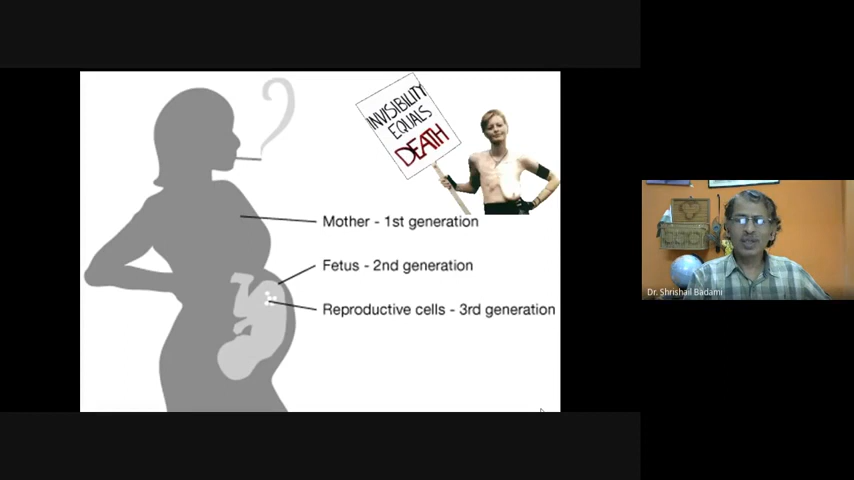 INVISIBILITY
EQUALS
DEATH
Mother - 1st generation
Fetus - 2nd generation
Reproductive cells - 3rd generation
Dr. Shrishail Badami